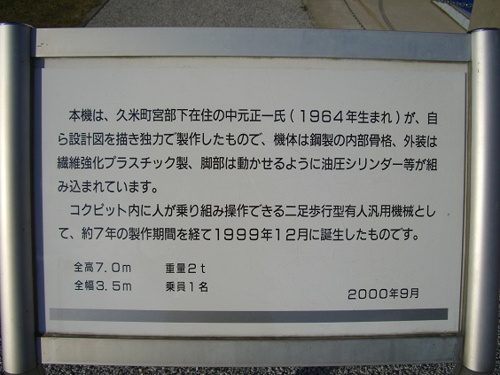 本機は、久米町宮部下在住の中元正一氏(1964年生まれ)が、自
ら設計図を描き独力で製作したもので、機体は鋼製の内部骨格、外装は
繊維強化プラスチック製、脚部は動かせるように油圧シリンダー等が組
み込まれています。
コクピット内に人が乗り組み操作できる二足歩行型有人汎用機械とし
て、約7年の製作期間を経て1999年12月に誕生したものです。
全高7.0m 重量2t
全幅3.5m 乗員1名
2000年9月